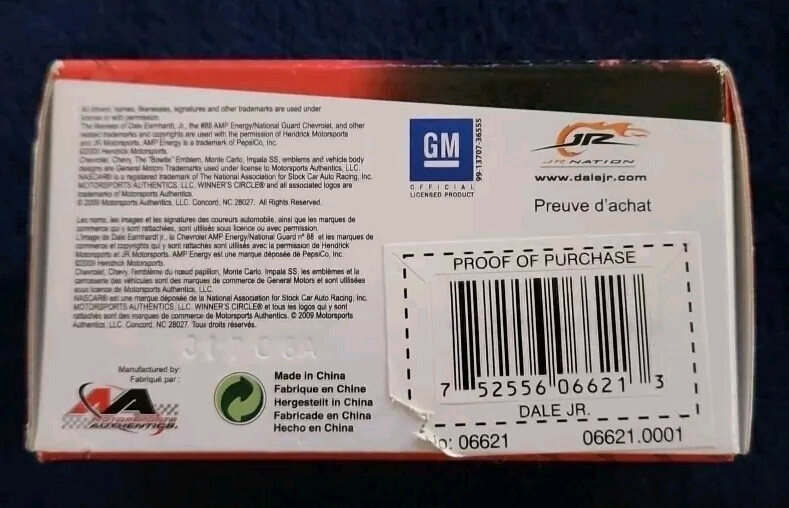 All drivers' names, likenesses, signatures and other trademarks are used under
license or with permission.
The likeness of Dale Earnhardt, Jr., the #88 AMP Energy/National Guard Chevrolet, and other
related trademarks and copyrights are used with the permission of Hendrick Motorsports
and JR Motorsports. AMP Energy is a trademark of PepsiCo, Inc.
©2009 Hendrick Motorsports.
Chevrolet, Chevy, The "Bowtie" Emblem, Monte Carlo, Impala SS, emblems and vehicle body
designs are General Motors Trademarks used under license to Motorsports Authentics, LLC.
NASCAR® is a registered trademark of The National Association for Stock Car Auto Racing, Inc.
MOTORSPORTS AUTHENTICS, LLC, WINNER'S CIRCLE® and all associated logos are
trademarks of Motorsports Authentics.
© 2009 Motorsports Authentics, LLC. Concord, NC 28027. All Rights Reserved.
Les noms, les images et les signatures des coureurs automobile, ainsi que les marques de
commerce qui y sont rattachées, sont utilisés sous licence ou avec permission.
L'image de Dale Earnhardt jr., la Chevrolet AMP Energy/National Guard n° 88 et les marques de
commerce et copyrights qui y sont rattachés sont utilisés avec la permission de Hendrick
Motorsports et JR Motorsports. AMP Energy est une marque déposée de PepsiCo, Inc.
©2009 Hendrick Motorsports.
Chevrolet, Chevy, l'emblème du nœud papillon, Monte Carlo, Impala SS, les emblèmes et la
carrosserie des véhicules sont des marques de commerce de General Motors et sont utilisées
sous licence de Motorsports Authentics, LLC.
NASCAR® est une marque déposée de la National Association for Stock Car Auto Racing, Inc.
MOTORSPORTS AUTHENTICS, LLC. WINNER'S CIRCLE® et tous les logos qui y sont
rattachés sont des marques de commerce de Motorsports Authentics. © 2009 Motorsports
Authentics, LLC. Concord, NC 28027. Tous droits réservés.
Manufactured by:
Fabriqué par :
MOTORSPORTS
AUTHENTICS.
Made in China
Fabrique en Chine
Hergestellt in China
Fabricade en China
Hecho en China
GM
OFFICIAL
LICENSED PRODUCT
99-13707-36555
JR
JR NATION
www.dalejr.com
Preuve d'achat
PROOF OF PURCHASE
7 52556 06621 3
DALE JR.
06621
06621.0001